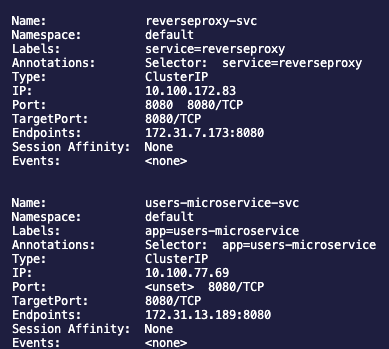 Name: reverseproxy-svc
Namespace: default
Labels: service=reverseproxy
Annotations: Selector: service=reverseproxy
Type: ClusterIP
IP: 10.100.172.83
Port: 8080 8080/TCP
TargetPort: 8080/TCP
Endpoints: 172.31.7.173:8080
Session Affinity: None
Events: <none>
Name: users-microservice-svc
Namespace: default
Labels: app=users-microservice
Annotations: Selector: app=users-microservice
Type: ClusterIP
IP: 10.100.77.69
Port: <unset> 8080/TCP
TargetPort: 8080/TCP
Endpoints: 172.31.13.189:8080
Session Affinity: None
Events: <none>